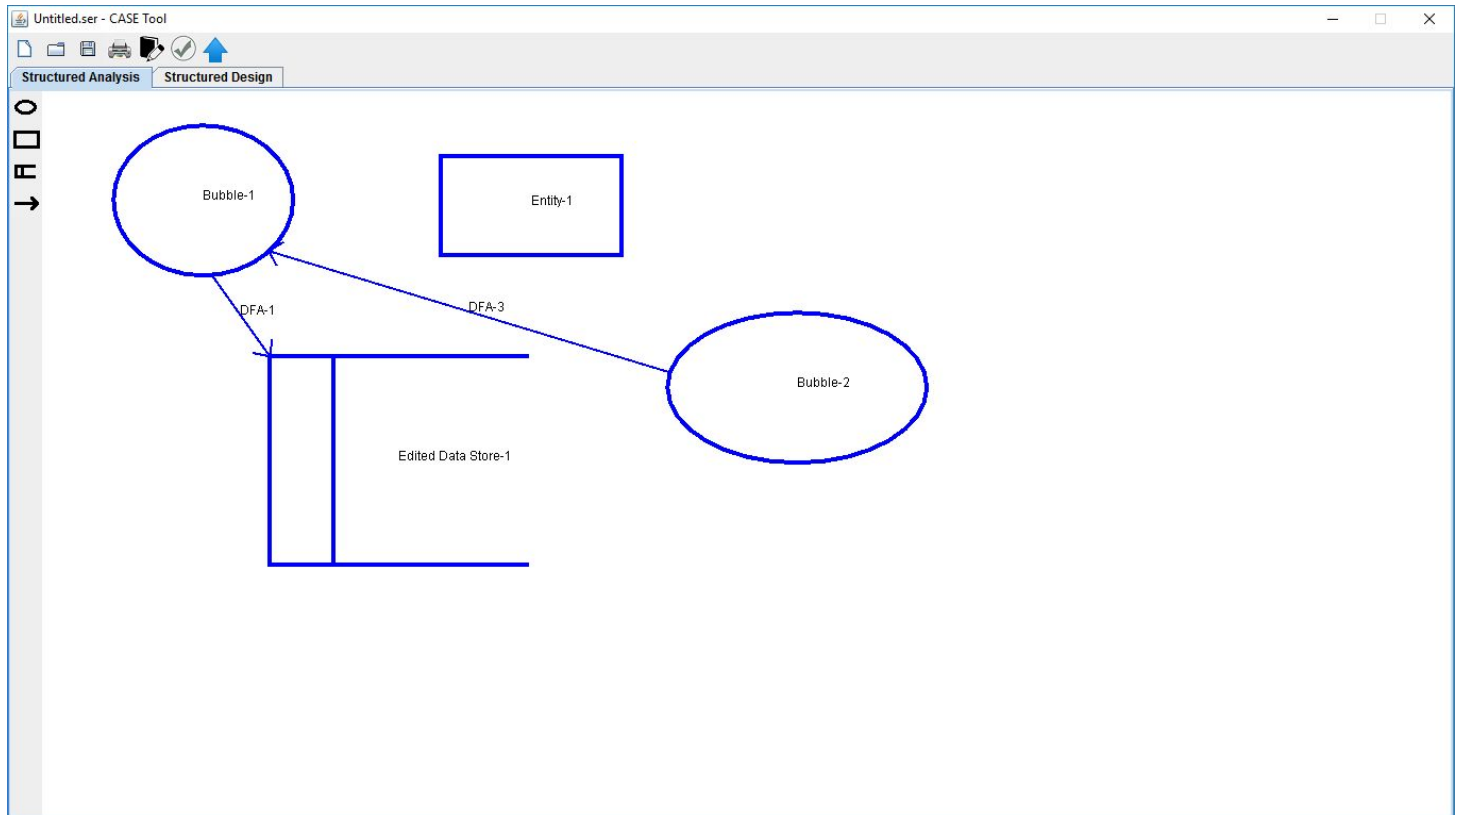 Untitled.ser - CASE Tool
Structured Analysis
Structured Design
Bubble-1
Entity-1
DFA-1
DFA-3
Bubble-2
Edited Data Store-1